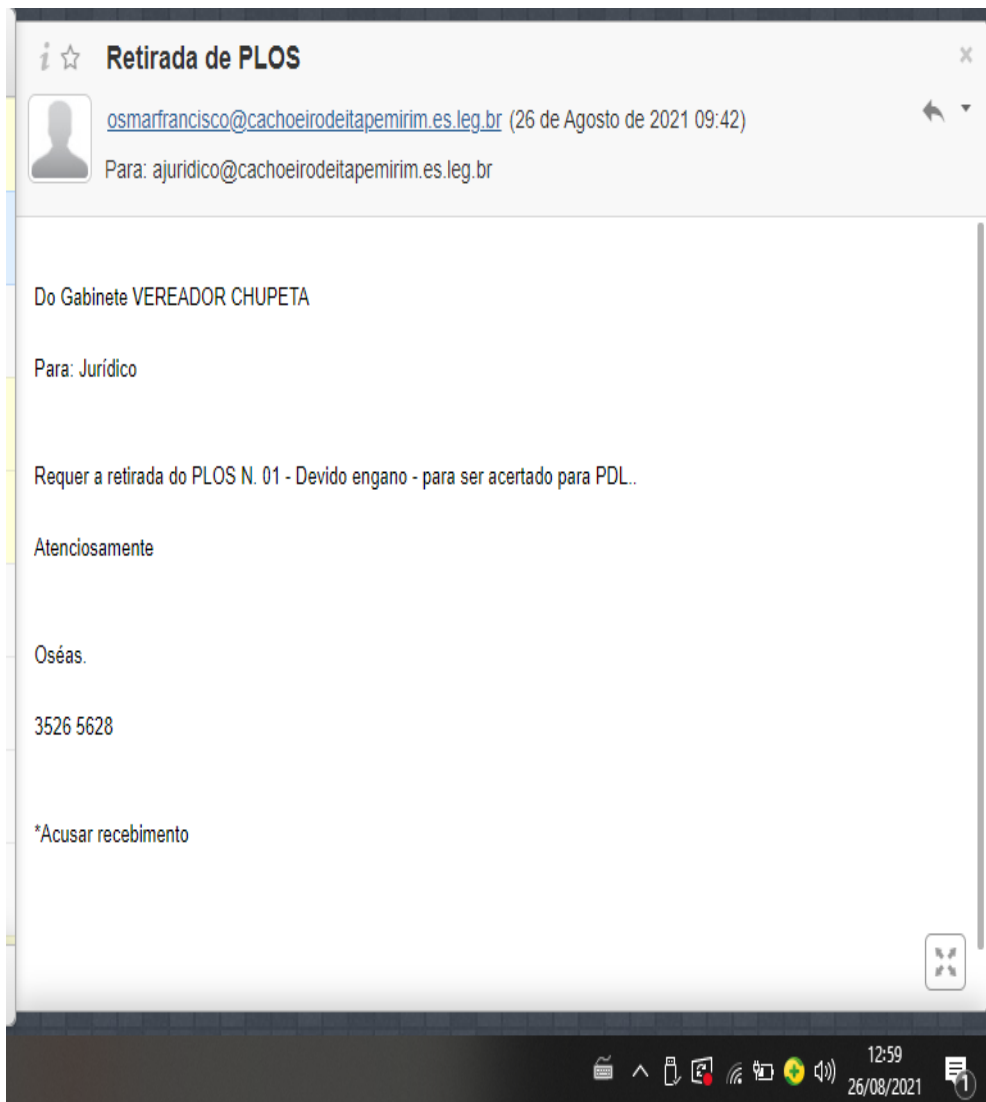 Retirada de PLOS
osmarfrancisco@cachoeirodeitapemirim.es.leg.br (26 de Agosto de 2021 09:42)
Para: ajuridico@cachoeirodeitapemirim.es.leg.br
Do Gabinete VEREADOR CHUPETA
Para: Jurídico
Requer a retirada do PLOS N. 01 - Devido engano - para ser acertado para PDL..
Atenciosamente
Oséas.
3526 5628
*Acusar recebimento
12:59
26/08/2021
1